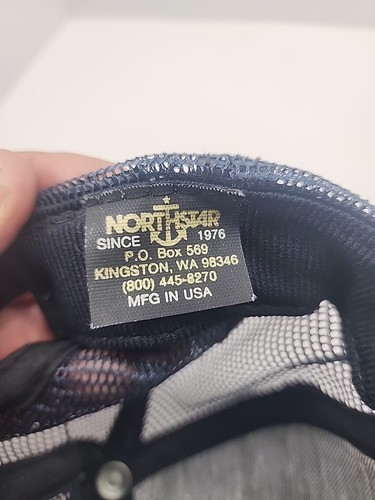 NORTHSTAR
SINCE 1976
P.O. Box 569
KINGSTON, WA 98346
(800) 445-8270
MFG IN USA